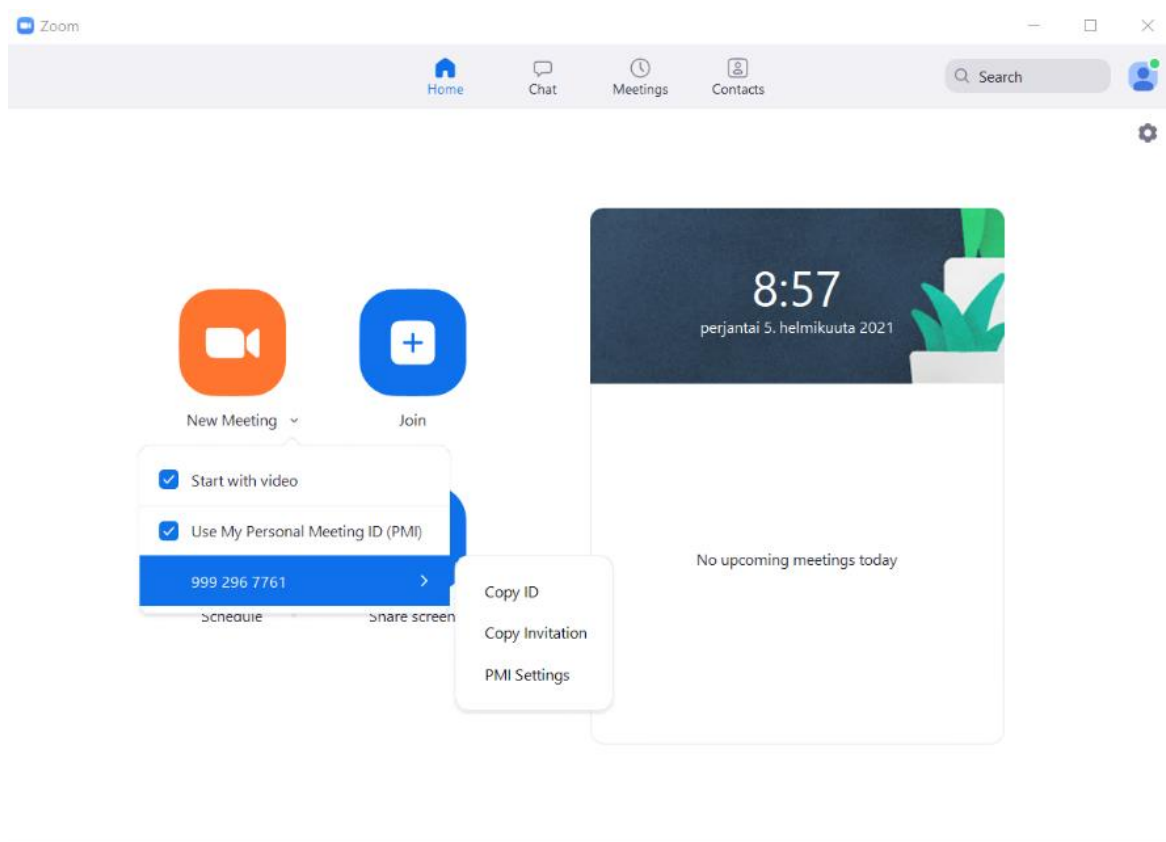 Zoom
Home
Chat
Meetings
Contacts
Search
8:57
perjantai 5. helmikuuta 2021
New Meeting
Join
Start with video
Use My Personal Meeting ID (PMI)
No upcoming meetings today
999 296 7761
Copy ID
Schedule
Share screen
Copy Invitation
PMI Settings